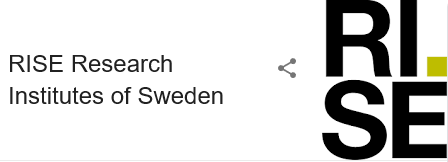 RISE Research
Institutes of Sweden
RI.
SE